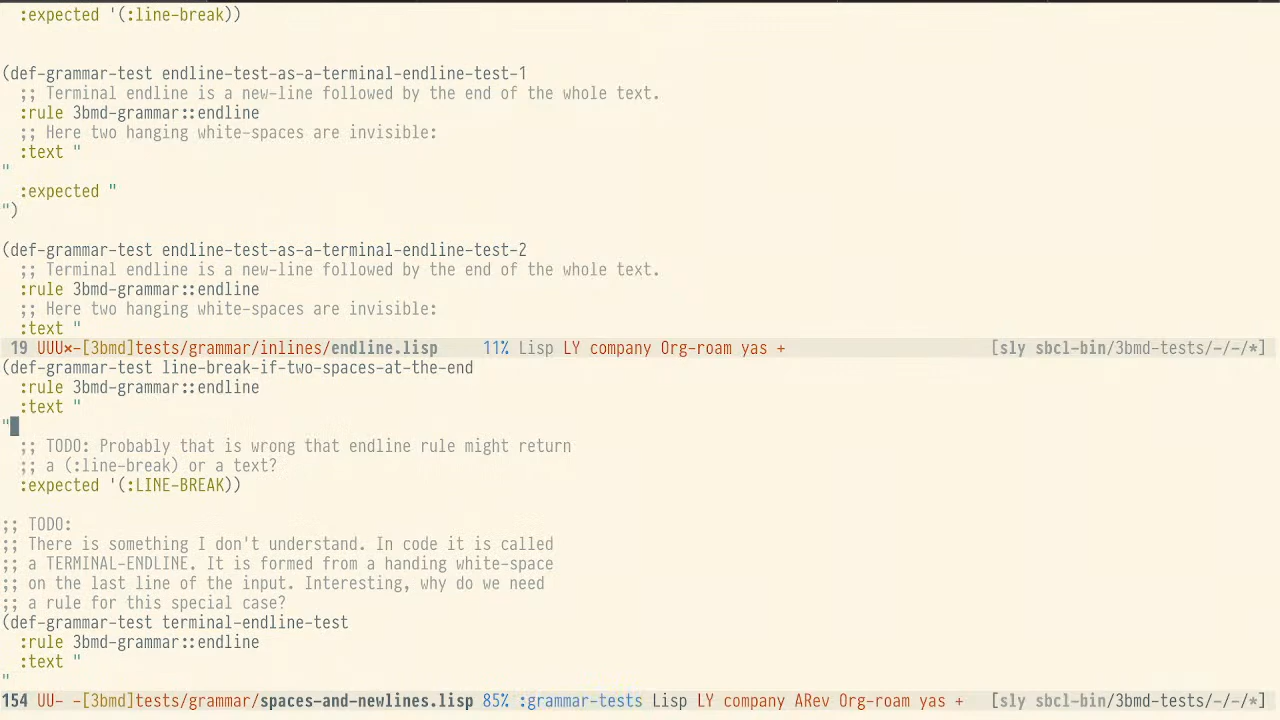 :expected '(:line-break))
(def-grammar-test endline-test-as-a-terminal-endline-test-1
  ;; Terminal endline is a new-line followed by the end of the whole text.
  :rule 3bmd-grammar::endline
  ;; Here two hanging white-spaces are invisible:
  :text "
"
  :expected "
")
(def-grammar-test endline-test-as-a-terminal-endline-test-2
  ;; Terminal endline is a new-line followed by the end of the whole text.
  :rule 3bmd-grammar::endline
  ;; Here two hanging white-spaces are invisible:
  :text "
 19 UUU×-[3bmd]tests/grammar/inlines/endline.lisp     11% Lisp LY company Org-roam yas +     [sly sbcl-bin/3bmd-tests/-/-/*]
(def-grammar-test line-break-if-two-spaces-at-the-end
  :rule 3bmd-grammar::endline
  :text "
"
  ;; TODO: Probably that is wrong that endline rule might return
  ;; a (:line-break) or a text?
  :expected '(:LINE-BREAK))
;; TODO:
;; There is something I don't understand. In code it is called
;; a TERMINAL-ENDLINE. It is formed from a handing white-space
;; on the last line of the input. Interesting, why do we need
;; a rule for this special case?
(def-grammar-test terminal-endline-test
  :rule 3bmd-grammar::endline
  :text "
"
154 UU- -[3bmd]tests/grammar/spaces-and-newlines.lisp 85% :grammar-tests Lisp LY company ARev Org-roam yas +   [sly sbcl-bin/3bmd-tests/-/-/*]